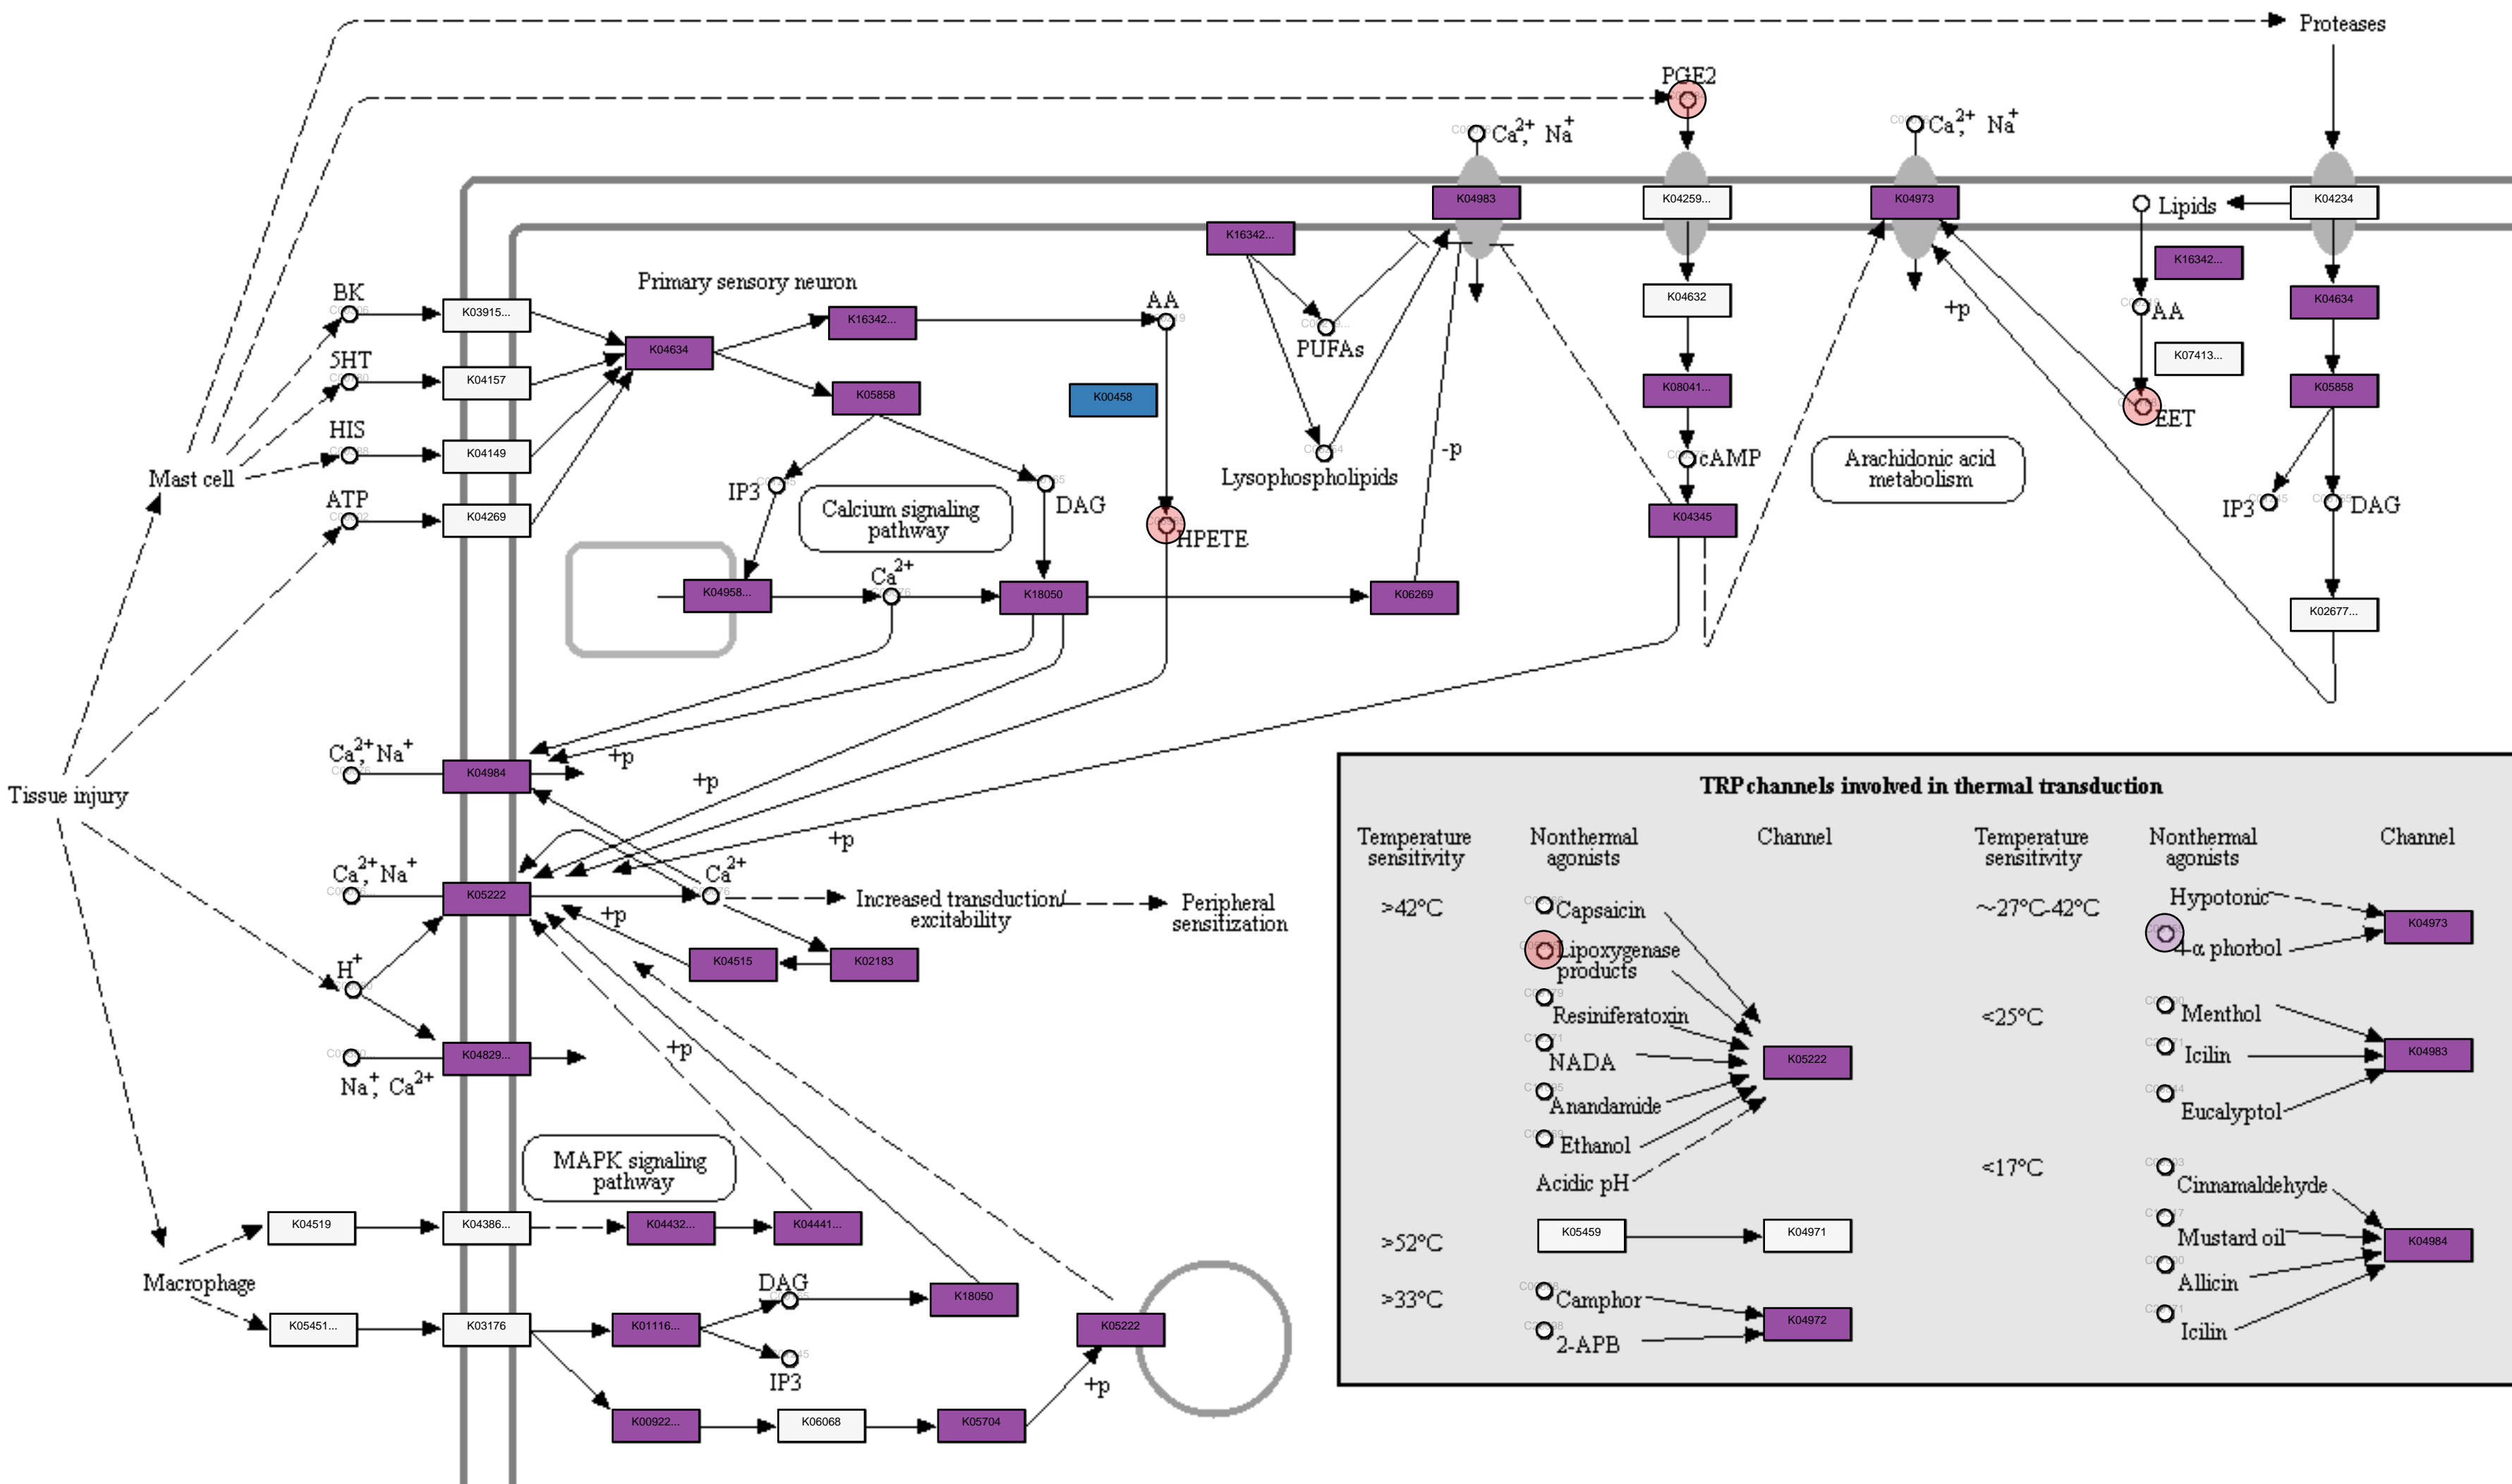 Proteases
PGE2
Ca2+, Na+
Ca2+, Na+
K04983
K04259...
K04973
Lipids
K04234
K16342...
Primary sensory neuron
K16342...
BK
K03915...
K16342...
AA
K04632
+p
AA
K04634
PUFAs
K04634
5HT
K04157
K07413...
K05858
K00458
K08041...
K05858
EET
HIS
K04149
-p
cAMP
Arachidonic acid
metabolism
Mast cell
Lysophospholipids
IP3
DAG
IP3
DAG
ATP
K04269
Calcium signaling
pathway
K04345
HPETE
Ca2+
K04958...
K18050
K06269
K02677...
Ca2+, Na+
+p
K04984
+p
Tissue injury
+p
TRP channels involved in thermal transduction
Temperature
sensitivity
Nonthermal
agonists
Channel
Temperature
sensitivity
Nonthermal
agonists
Channel
Ca2+, Na+
K05222
Ca2+
Increased transduction/
excitability
Peripheral
sensitization
+p
K04515
K02183
H+
K04829...
Na+, Ca2+
+p
>42°C
Capsaicin
Lipoxygenase
products
Resiniferatoxin
NADA
Anandamide
Ethanol
Acidic pH
K05222
>52°C
K05459
K04971
>33°C
Camphor
2-APB
K04972
~27°C-42°C
Hypotonic
4-α phorbol
K04973
<25°C
Menthol
Icilin
Eucalyptol
K04983
<17°C
Cinnamaldehyde
Mustard oil
Allicin
Icilin
K04984
MAPK signaling
pathway
K04519
K04386...
K04432...
K04441...
Macrophage
DAG
K18050
K05451...
K03176
K01116...
K05222
IP3
+p
K00922...
K06068
K05704